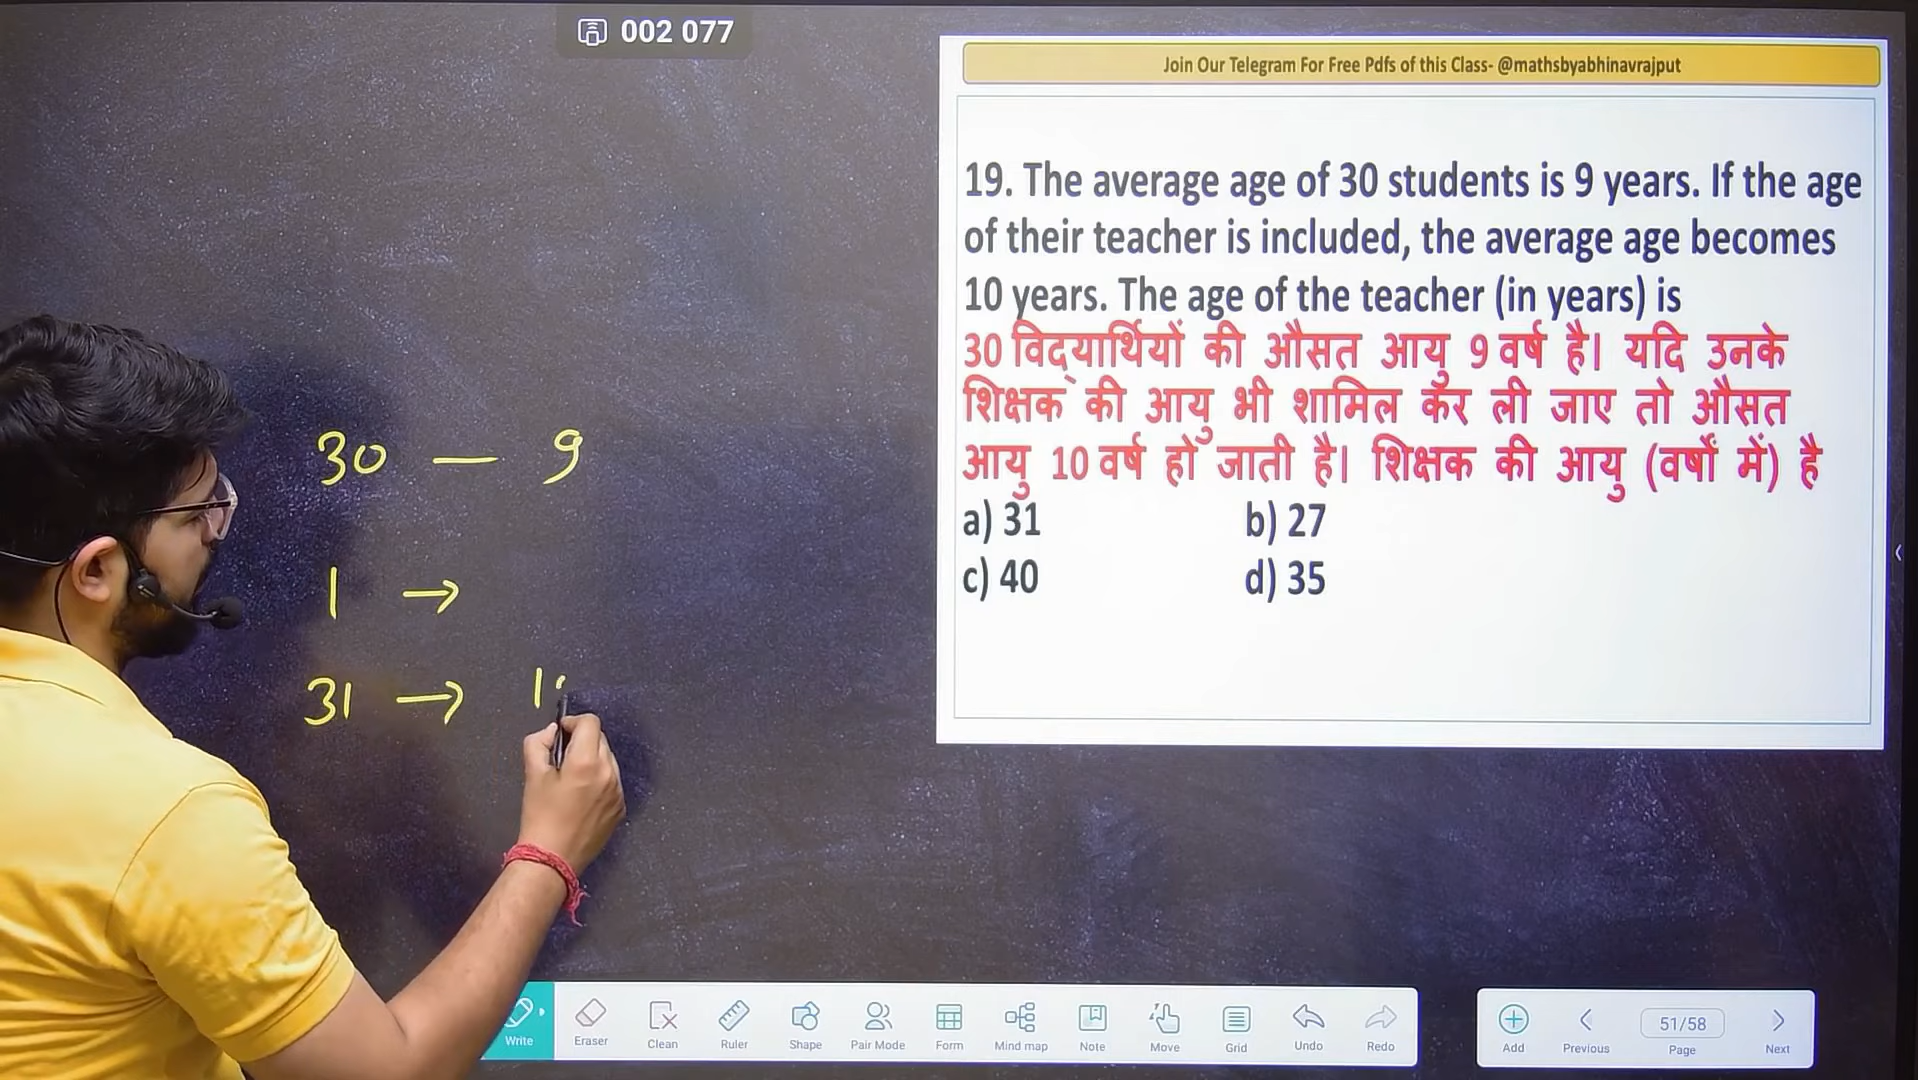 002 077
Join Our Telegram For Free Pdfs of this Class- @mathsbyabhinavrajput
19. The average age of 30 students is 9 years. If the age
of their teacher is included, the average age becomes
10 years. The age of the teacher (in years) is
30 विद्यार्थियों की औसत आयु 9 वर्ष है। यदि उनके
शिक्षक की आयु भी शामिल कर ली जाए तो औसत
आयु 10 वर्ष हो जाती है। शिक्षक की आयु (वर्षों में) है
a) 31 b) 27
c) 40 d) 35
30 — 9
1 →
31 →
Write Eraser Clean Ruler Shape Pair Mode Form Mind map Note Move Grid Undo Redo
Add Previous 51/58 Page Next